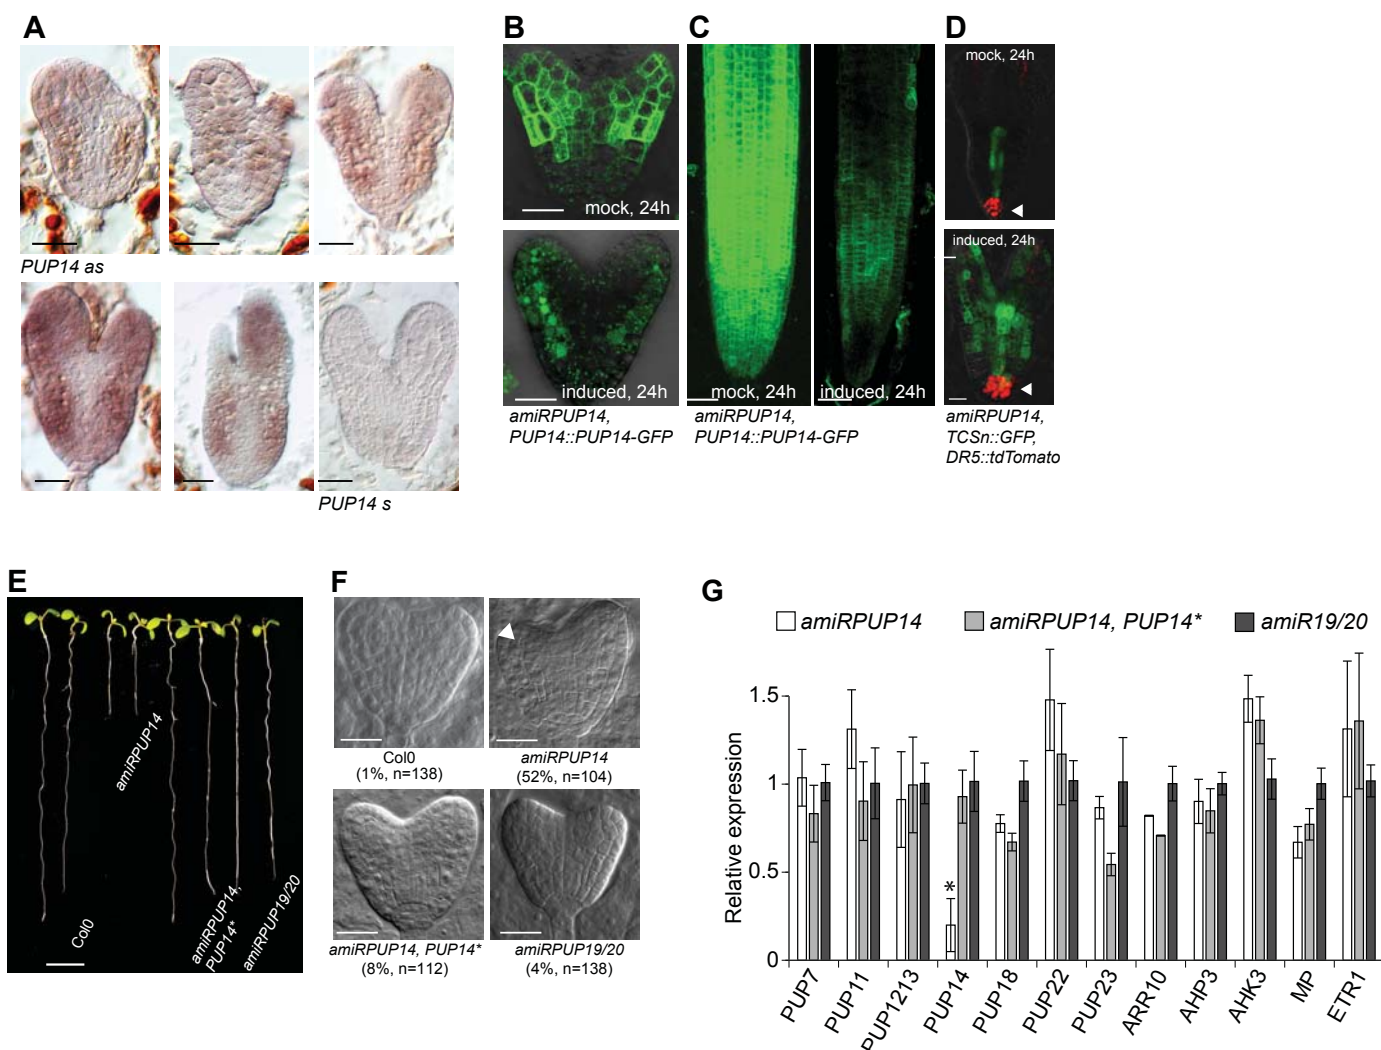 A
B
C
D
mock, 24h
mock, 24h
induced, 24h
PUP14 as
induced, 24h
mock, 24h
induced, 24h
amiRPUP14,
PUP14::PUP14-GFP
amiRPUP14,
PUP14::PUP14-GFP
amiRPUP14,
TCSn::GFP,
DR5::tdTomato
PUP14 s
E
F
G
Col0
amiRPUP14
amiRPUP14,
PUP14*
amiRPUP19/20
Col0
(1%, n=138)
amiRPUP14
(52%, n=104)
amiRPUP14, PUP14*
(8%, n=112)
amiRPUP19/20
(4%, n=138)
amiRPUP14
amiRPUP14, PUP14*
amiR19/20
Relative expression
1.5
1
0.5
0
*
PUP7
PUP11
PUP1213
PUP14
PUP18
PUP22
PUP23
ARR10
AHP3
AHK3
MP
ETR1